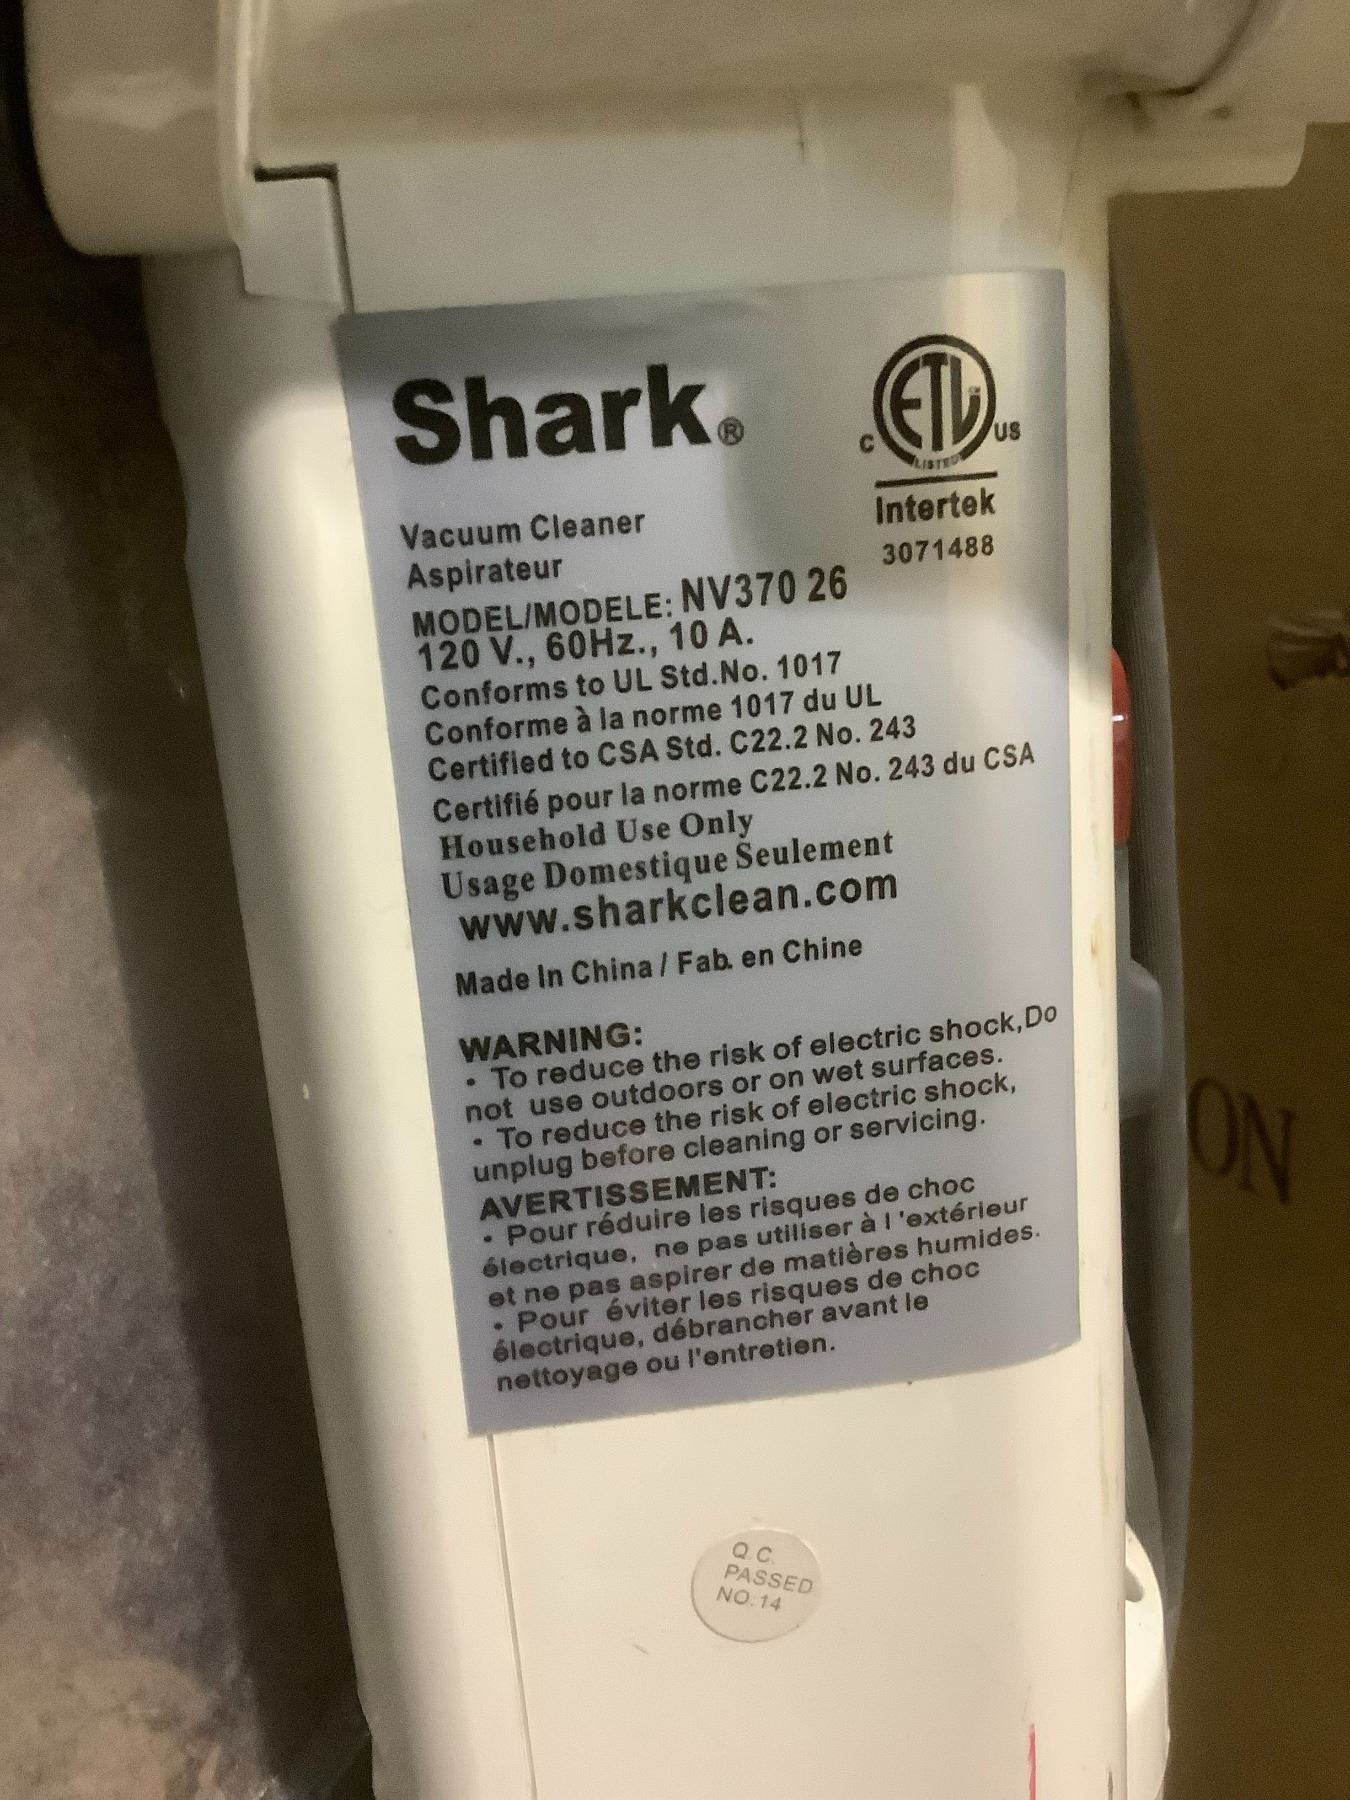 Shark®
C ETL CM US
LISTED
Intertek
3071488
Vacuum Cleaner
Aspirateur
MODEL/MODELE: NV370 26
120 V., 60Hz., 10 A.
Conforms to UL Std.No. 1017
Conforme à la norme 1017 du UL
Certified to CSA Std. C22.2 No. 243
Certifié pour la norme C22.2 No. 243 du CSA
Household Use Only
Usage Domestique Seulement
www.sharkclean.com
Made In China / Fab. en Chine
WARNING:
• To reduce the risk of electric shock,Do
not use outdoors or on wet surfaces.
• To reduce the risk of electric shock,
unplug before cleaning or servicing.
AVERTISSEMENT:
• Pour réduire les risques de choc
électrique, ne pas utiliser à l 'extérieur
et ne pas aspirer de matières humides.
• Pour éviter les risques de choc
électrique, débrancher avant le
nettoyage ou l'entretien.
Q.C.
PASSED
NO.14
ON